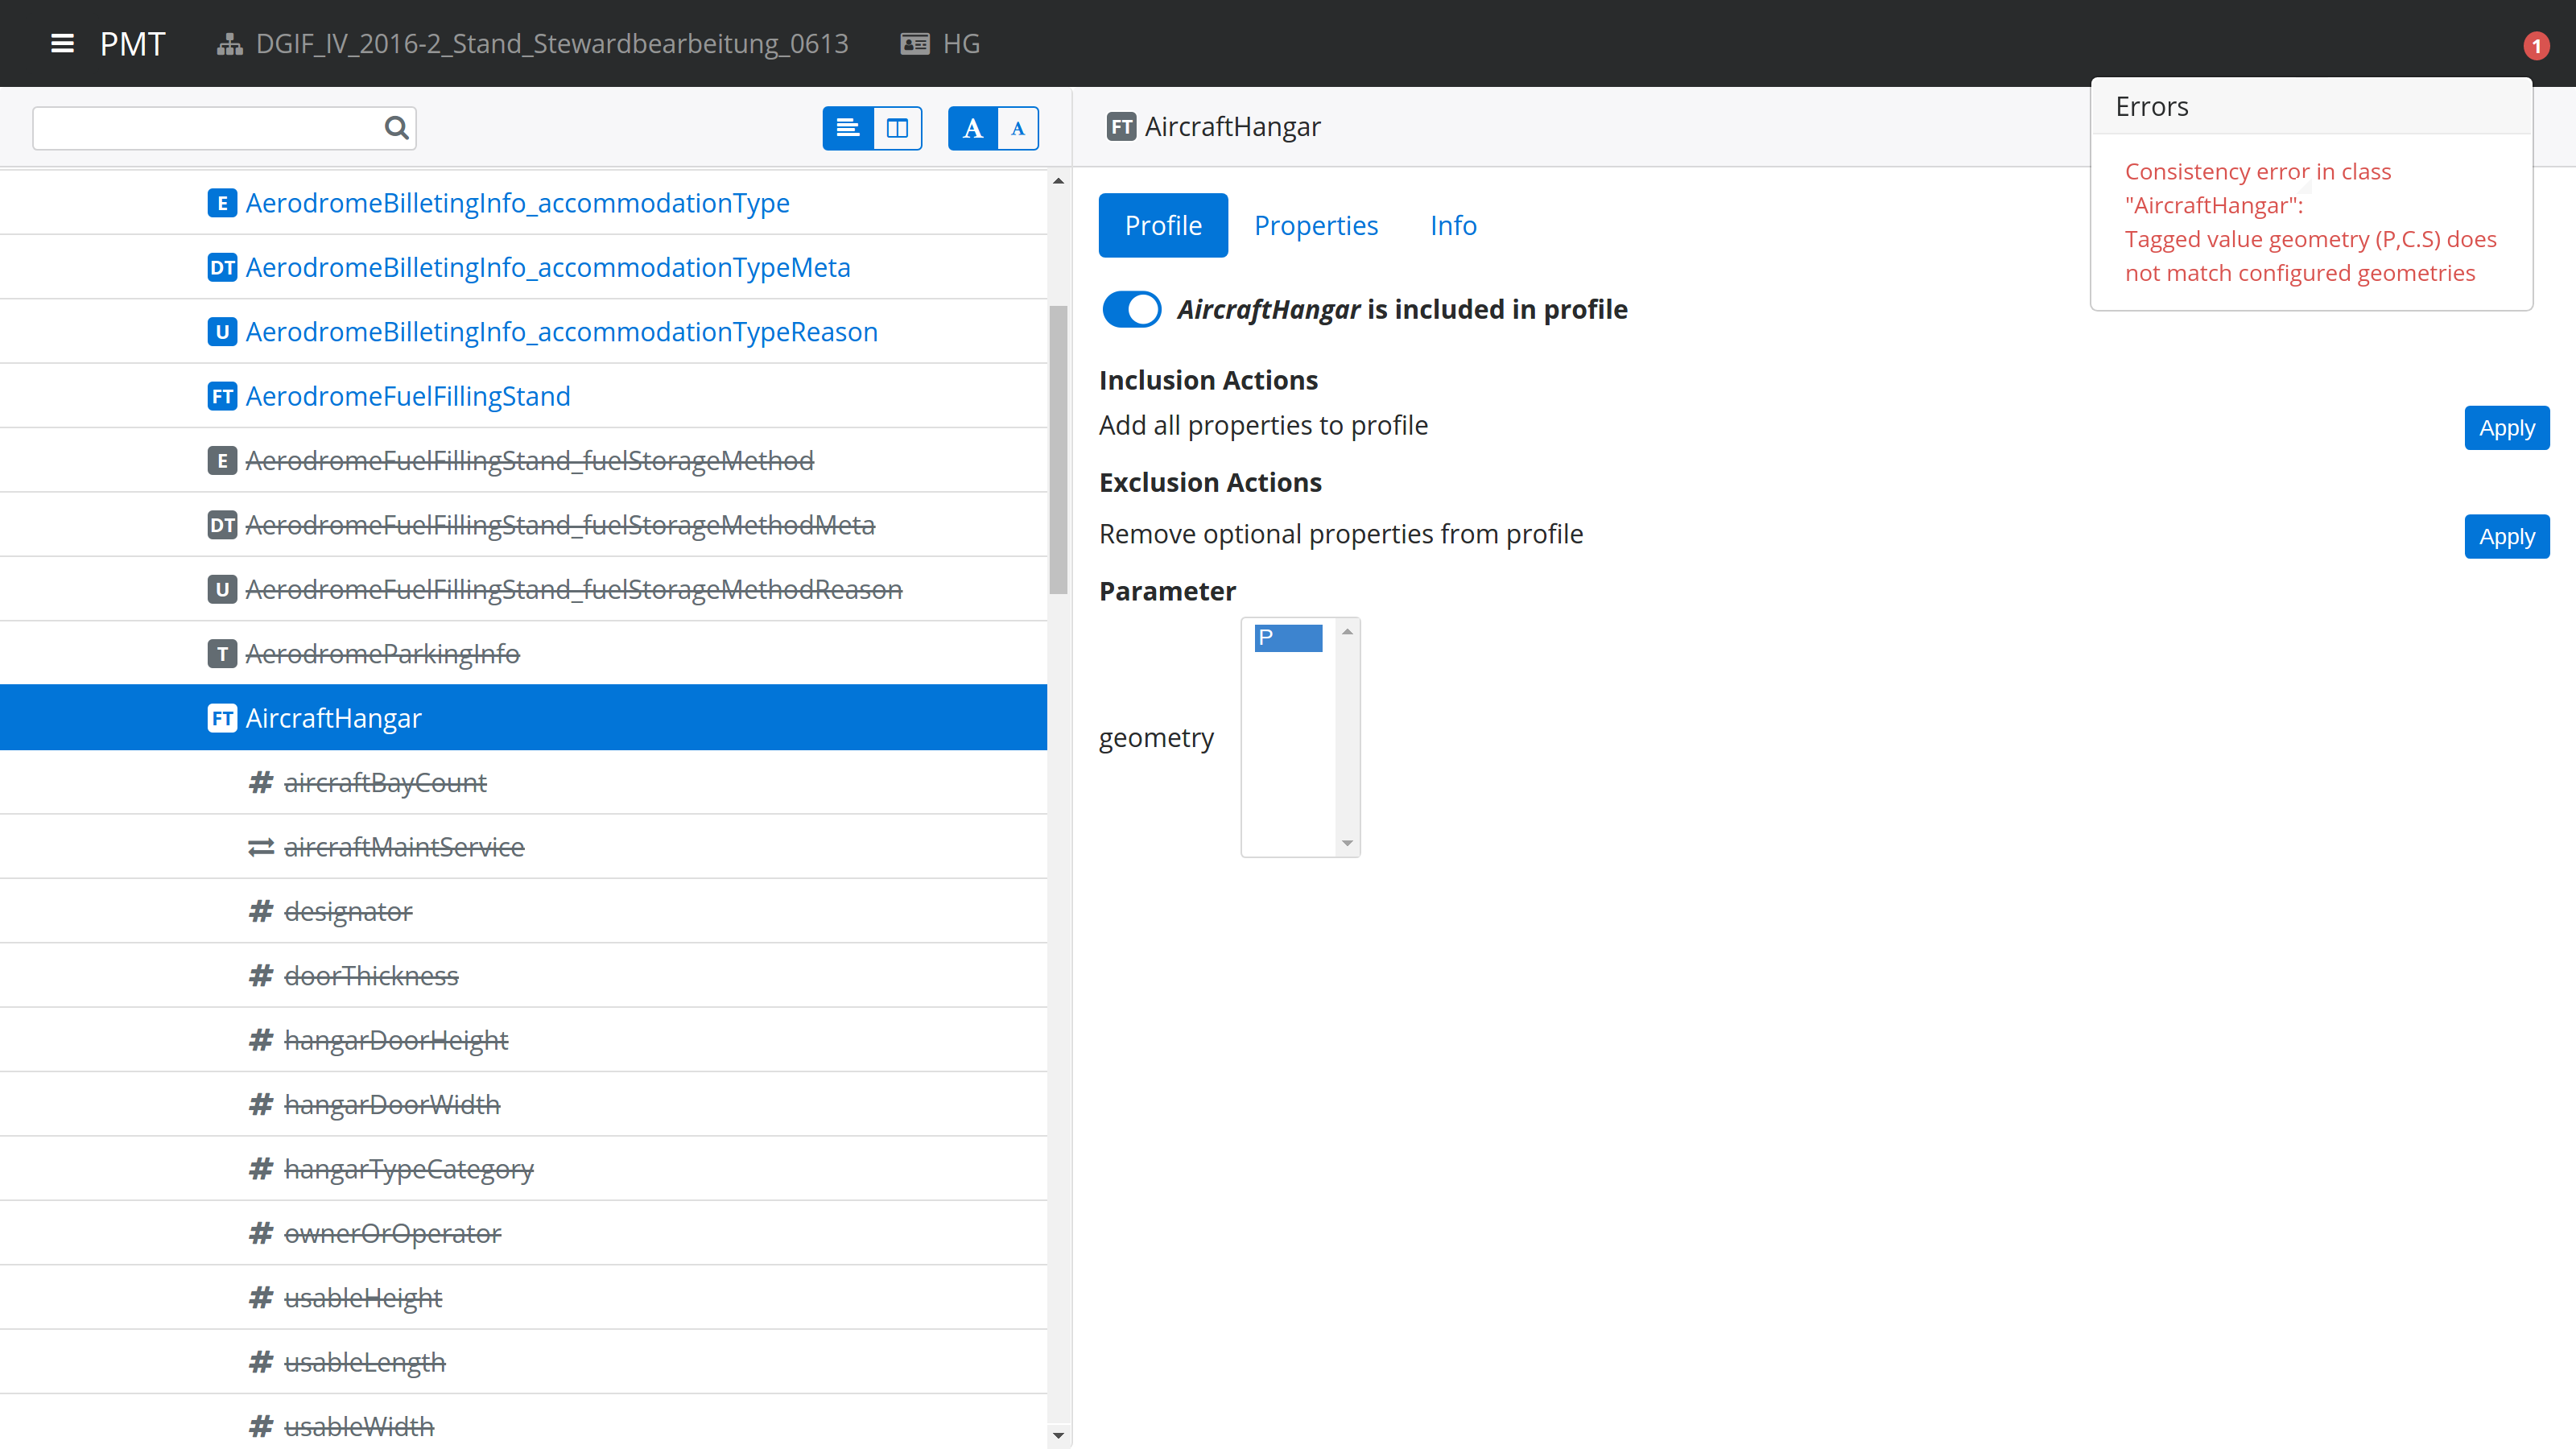 PMT DGIF_IV_2016-2_Stand_Stewardbearbeitung_0613 HG 1
A A
E AerodromeBilletingInfo_accommodationType
DT AerodromeBilletingInfo_accommodationTypeMeta
U AerodromeBilletingInfo_accommodationTypeReason
FT AerodromeFuelFillingStand
E AerodromeFuelFillingStand_fuelStorageMethod
DT AerodromeFuelFillingStand_fuelStorageMethodMeta
U AerodromeFuelFillingStand_fuelStorageMethodReason
T AerodromeParkingInfo
FT AircraftHangar
# aircraftBayCount
aircraftMaintService
# designator
# doorThickness
# hangarDoorHeight
# hangarDoorWidth
# hangarTypeCategory
# ownerOrOperator
# usableHeight
# usableLength
# usableWidth
FT AircraftHangar
Profile Properties Info
AircraftHangar is included in profile
Inclusion Actions
Add all properties to profile Apply
Exclusion Actions
Remove optional properties from profile Apply
Parameter
geometry P
Errors
Consistency error in class
"AircraftHangar":
Tagged value geometry (P,C.S) does
not match configured geometries